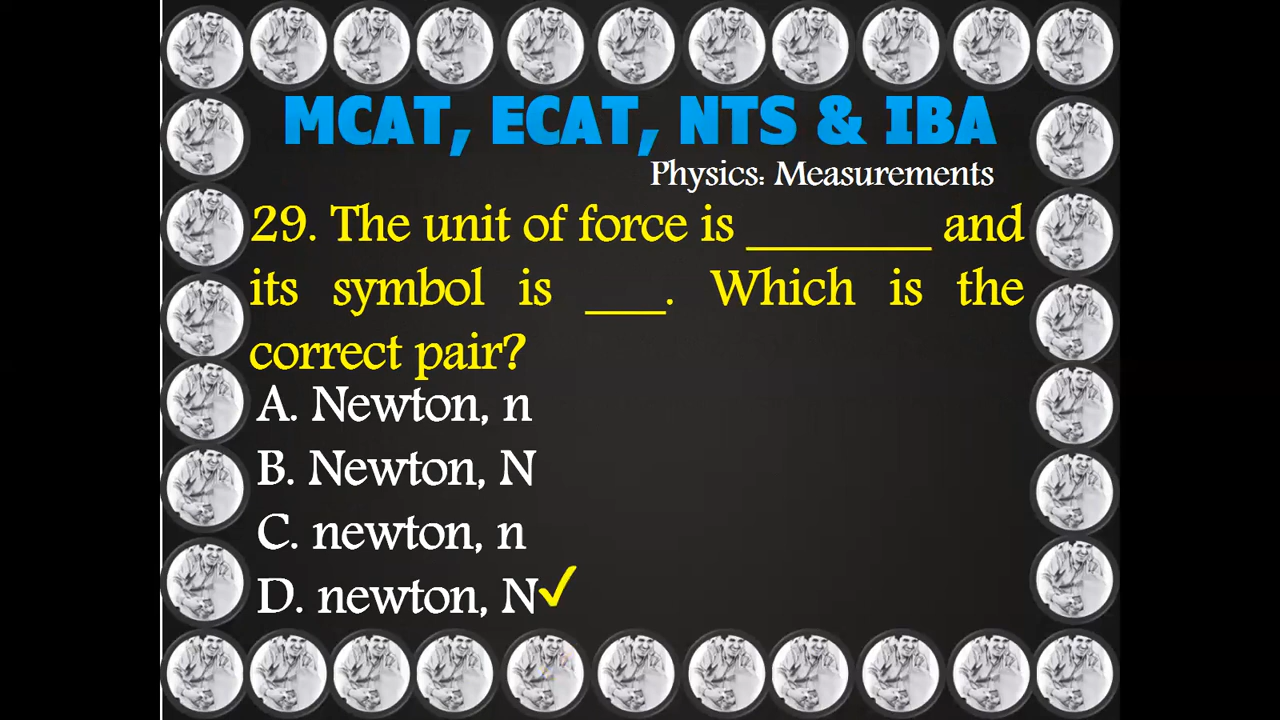 MCAT, ECAT, NTS & IBA
Physics: Measurements
29. The unit of force is _______ and
its symbol is ___. Which is the
correct pair?
A. Newton, n
B. Newton, N
C. newton, n
D. newton, N✓